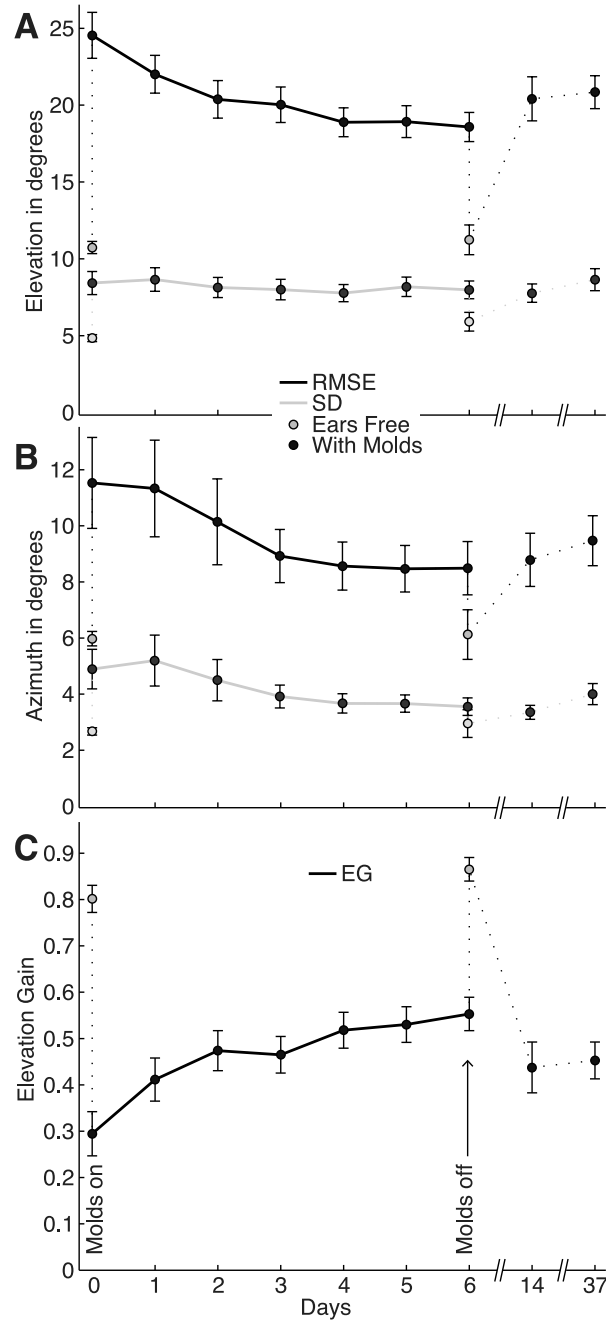 A
Elevation in degrees
25
20
15
10
5
0
RMSE
SD
Ears Free
With Molds
B
Azimuth in degrees
12
10
8
6
4
2
0
C
Elevation Gain
0.9
0.8
0.7
0.6
0.5
0.4
0.3
0.2
0.1
0
EG
Molds on
Molds off
0 1 2 3 4 5 6 14 37
Days